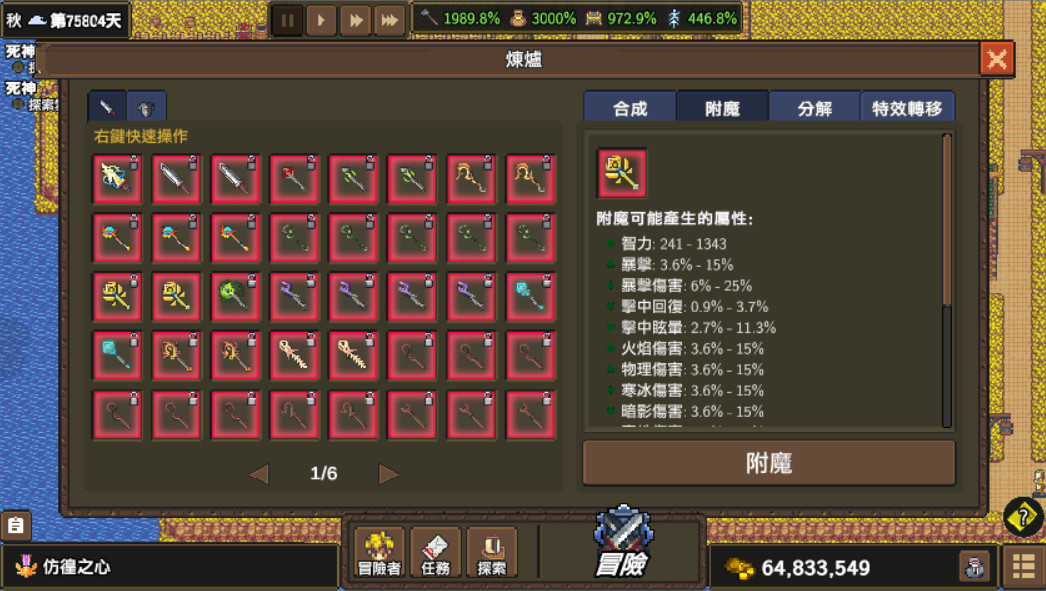 秋 第75804天
1989.8% 3000% 972.9% 446.8%
死神
死神
探索
煉爐
右鍵快速操作
合成 附魔 分解 特效轉移
附魔可能產生的屬性:
智力: 241 - 1343
暴擊: 3.6% - 15%
暴擊傷害: 6% - 25%
擊中回復: 0.9% - 3.7%
擊中眩暈: 2.7% - 11.3%
火焰傷害: 3.6% - 15%
物理傷害: 3.6% - 15%
寒冰傷害: 3.6% - 15%
暗影傷害: 3.6% - 15%
1/6
附魔
彷徨之心
冒險者 任務 探索
冒險
64,833,549